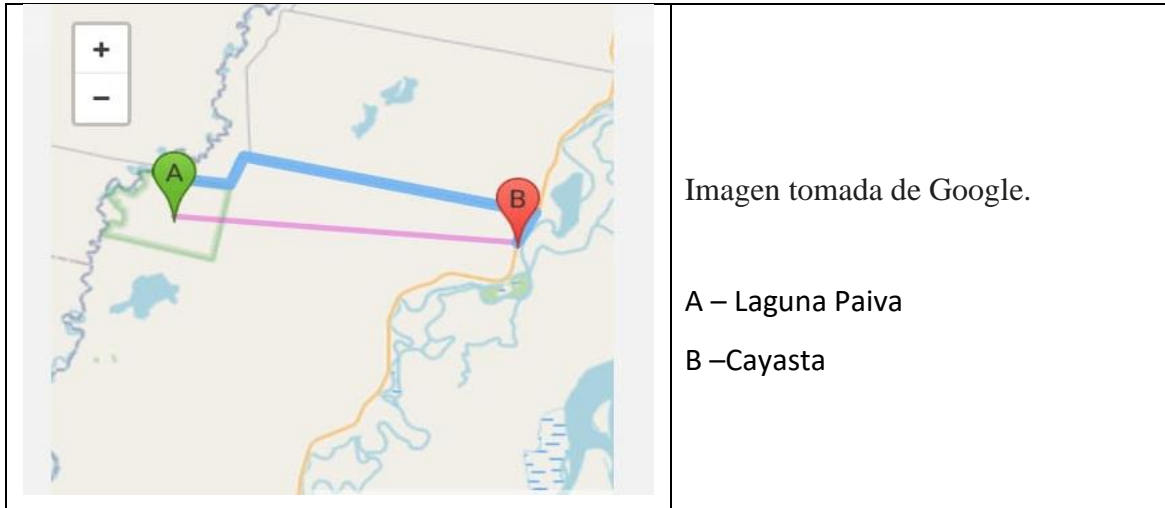 +
−
A
B
Imagen tomada de Google.
A – Laguna Paiva
B –Cayasta